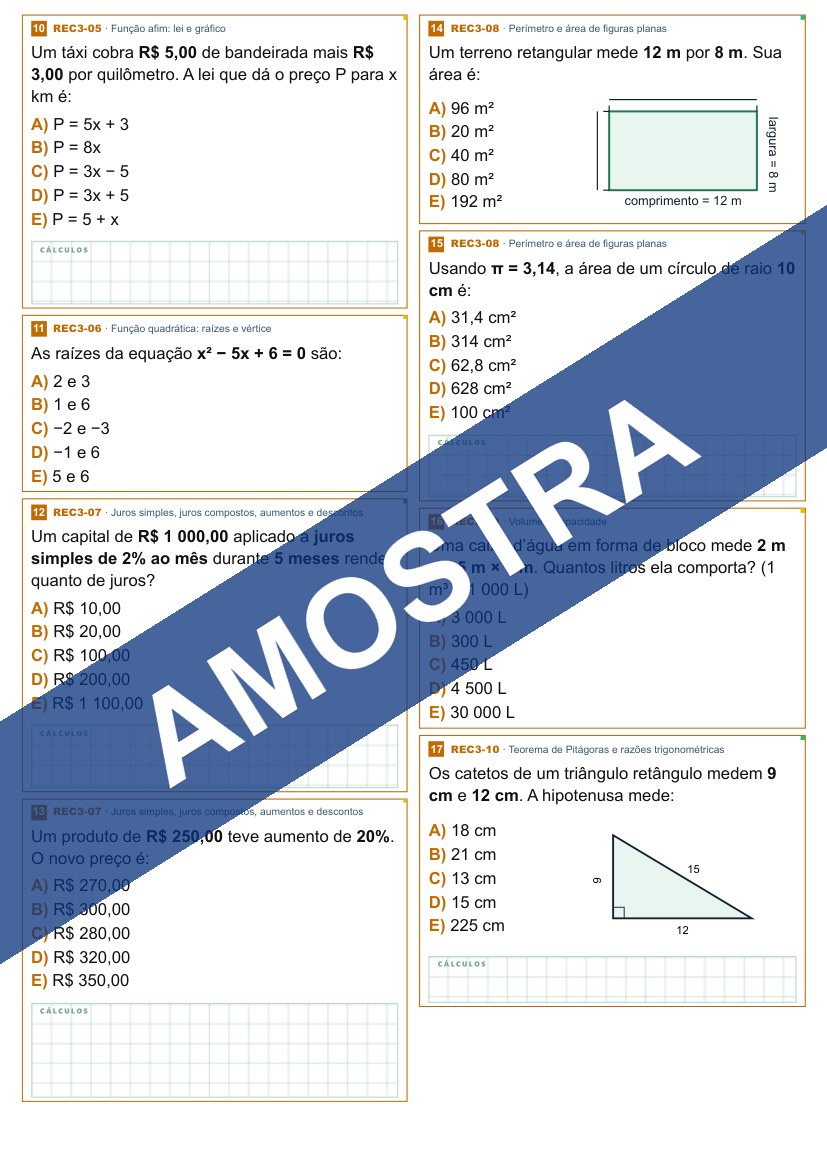 10 REC3-05 · Função afim: lei e gráfico
Um táxi cobra R$ 5,00 de bandeirada mais R$
3,00 por quilômetro. A lei que dá o preço P para x
km é:
A) P = 5x + 3
B) P = 8x
C) P = 3x − 5
D) P = 3x + 5
E) P = 5 + x
CÁLCULOS
11 REC3-06 · Função quadrática: raízes e vértice
As raízes da equação x² − 5x + 6 = 0 são:
A) 2 e 3
B) 1 e 6
C) −2 e −3
D) −1 e 6
E) 5 e 6
12 REC3-07 · Juros simples, juros compostos, aumentos e descontos
Um capital de R$ 1 000,00 aplicado a juros
simples de 2% ao mês durante 5 meses rende
quanto de juros?
A) R$ 10,00
B) R$ 20,00
C) R$ 100,00
D) R$ 200,00
E) R$ 1 100,00
CÁLCULOS
13 REC3-07 · Juros simples, juros compostos, aumentos e descontos
Um produto de R$ 250,00 teve aumento de 20%.
O novo preço é:
A) R$ 270,00
B) R$ 300,00
C) R$ 280,00
D) R$ 320,00
E) R$ 350,00
CÁLCULOS
14 REC3-08 · Perímetro e área de figuras planas
Um terreno retangular mede 12 m por 8 m. Sua
área é:
A) 96 m²
B) 20 m²
C) 40 m²
D) 80 m²
E) 192 m²
largura = 8 m
comprimento = 12 m
15 REC3-08 · Perímetro e área de figuras planas
Usando π = 3,14, a área de um círculo de raio 10
cm é:
A) 31,4 cm²
B) 314 cm²
C) 62,8 cm²
D) 628 cm²
E) 100 cm²
CÁLCULOS
16 · Volume capacidade
Uma caixa d'água em forma de bloco mede 2 m
5 m × m. Quantos litros ela comporta? (1
m³ 1 000 L)
A) 3 000 L
B) 300 L
C) 450 L
D) 4 500 L
E) 30 000 L
17 REC3-10 · Teorema de Pitágoras e razões trigonométricas
Os catetos de um triângulo retângulo medem 9
cm e 12 cm. A hipotenusa mede:
A) 18 cm
B) 21 cm
C) 13 cm
D) 15 cm
E) 225 cm
9
15
12
CÁLCULOS
AMOSTRA